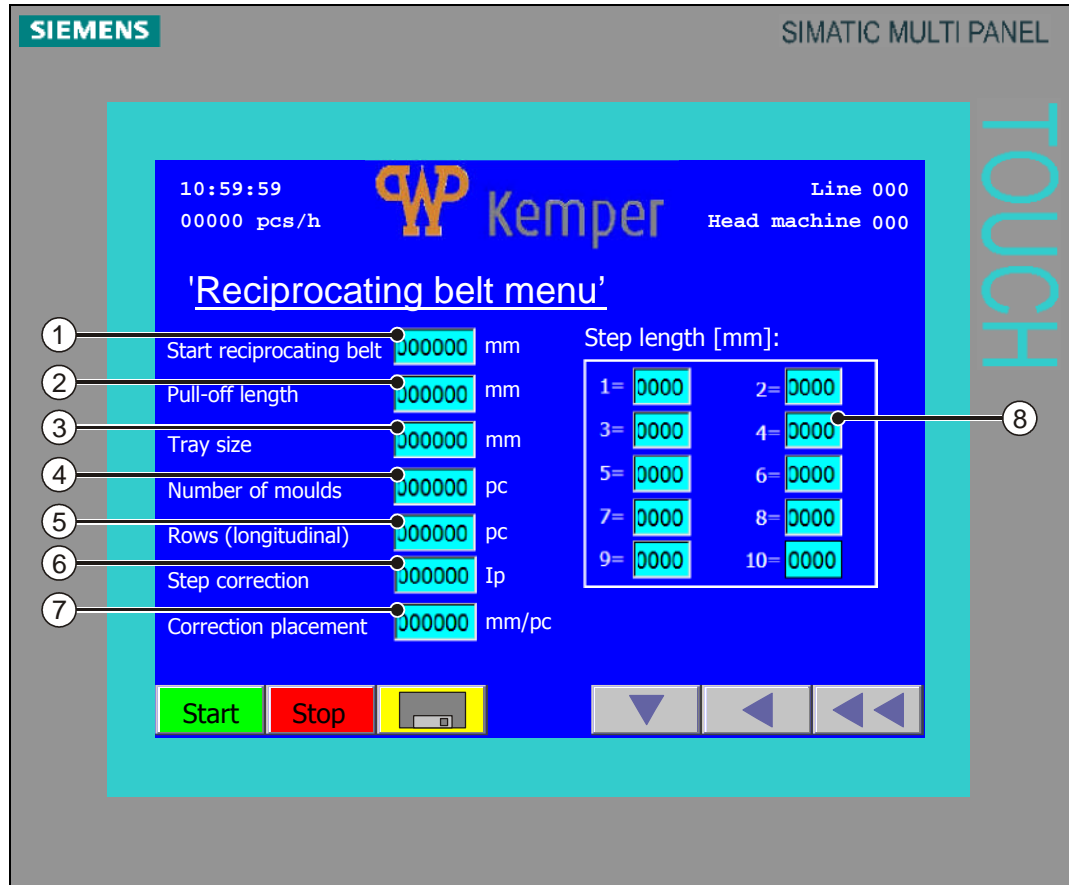 SIEMENS
SIMATIC MULTI PANEL
TOUCH
10:59:59
00000 pcs/h
WP Kemper
Line 000
Head machine 000
'Reciprocating belt menu’
1
Start reciprocating belt 000000 mm
2
Pull-off length 000000 mm
3
Tray size 000000 mm
4
Number of moulds 000000 pc
5
Rows (longitudinal) 000000 pc
6
Step correction 000000 Ip
7
Correction placement 000000 mm/pc
Step length [mm]:
1= 0000 2= 0000
3= 0000 4= 0000
8
5= 0000 6= 0000
7= 0000 8= 0000
9= 0000 10= 0000
Start Stop